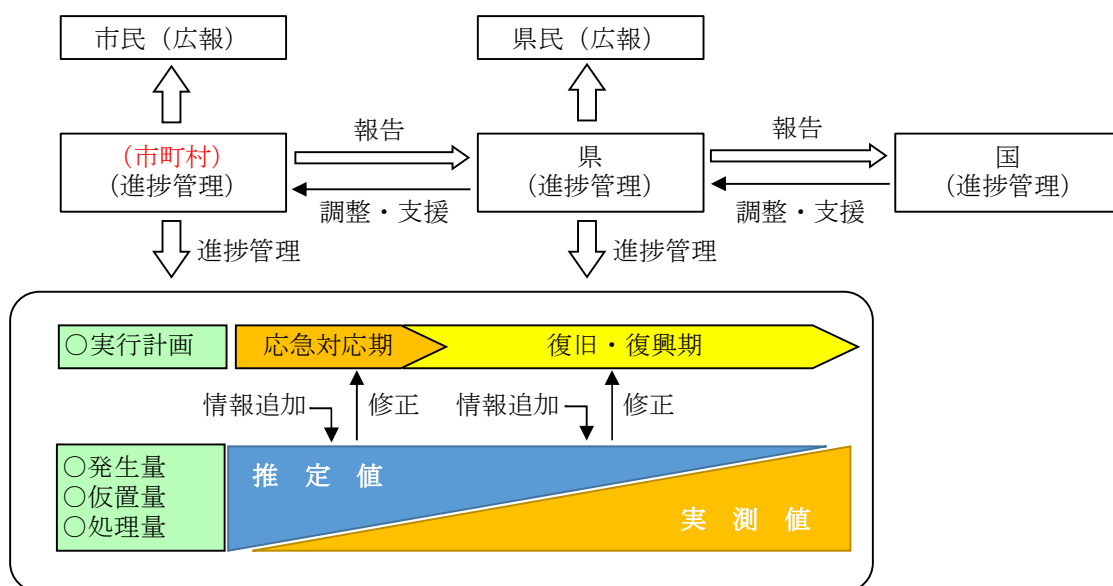 市民（広報）
県民（広報）
報告
報告
（市町村）
(進捗管理)
県
(進捗管理)
国
(進捗管理)
調整・支援
調整・支援
進捗管理
進捗管理
○実行計画
応急対応期
復旧・復興期
情報追加
修正
情報追加
修正
○発生量
○仮置量
○処理量
推 定 値
実 測 値